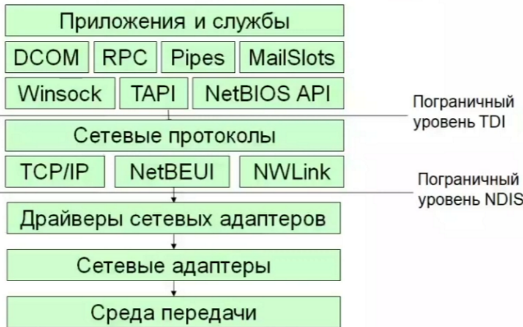 Приложения и службы
DCOM RPC Pipes MailSlots
Winsock TAPI NetBIOS API
Пограничный
уровень TDI
Сетевые протоколы
TCP/IP NetBEUI NWLink
Пограничный
уровень NDIS
Драйверы сетевых адаптеров
Сетевые адаптеры
Среда передачи